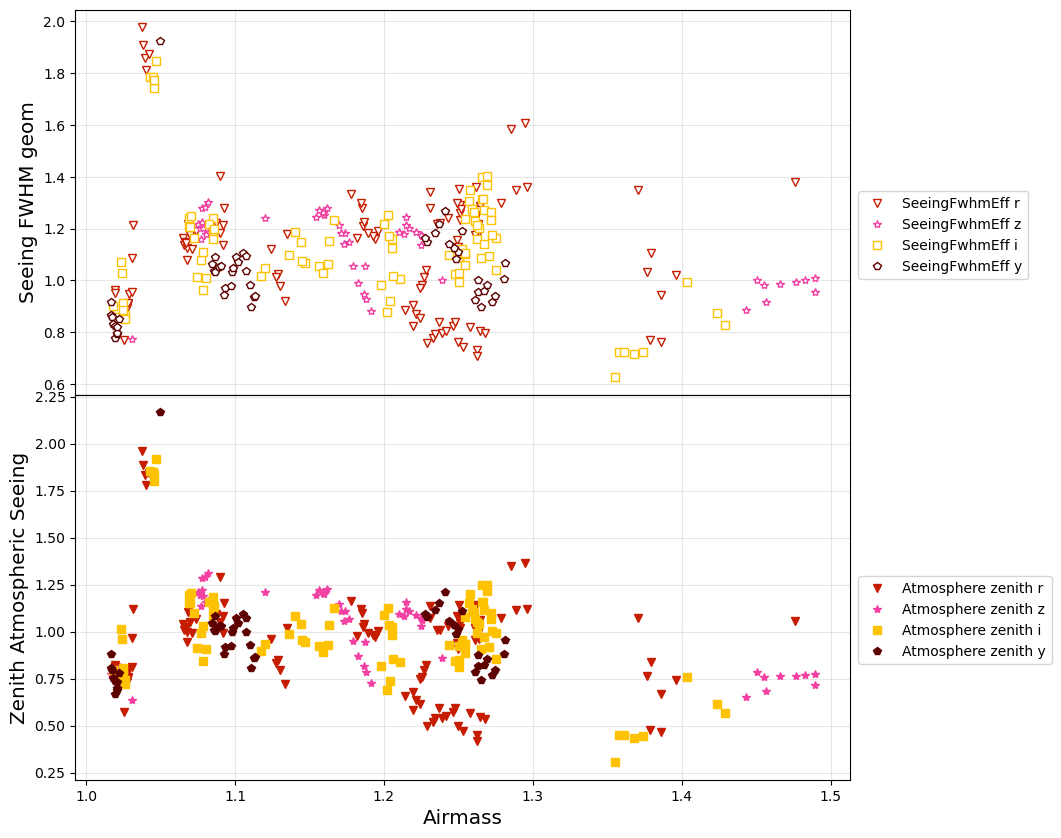 2.0
1.8
1.6
1.4
1.2
1.0
0.8
0.6
Seeing FWHM geom
SeeingFwhmEff r
SeeingFwhmEff z
SeeingFwhmEff i
SeeingFwhmEff y
2.25
2.00
1.75
1.50
1.25
1.00
0.75
0.50
0.25
Zenith Atmospheric Seeing
Atmosphere zenith r
Atmosphere zenith z
Atmosphere zenith i
Atmosphere zenith y
1.0 1.1 1.2 1.3 1.4 1.5
Airmass